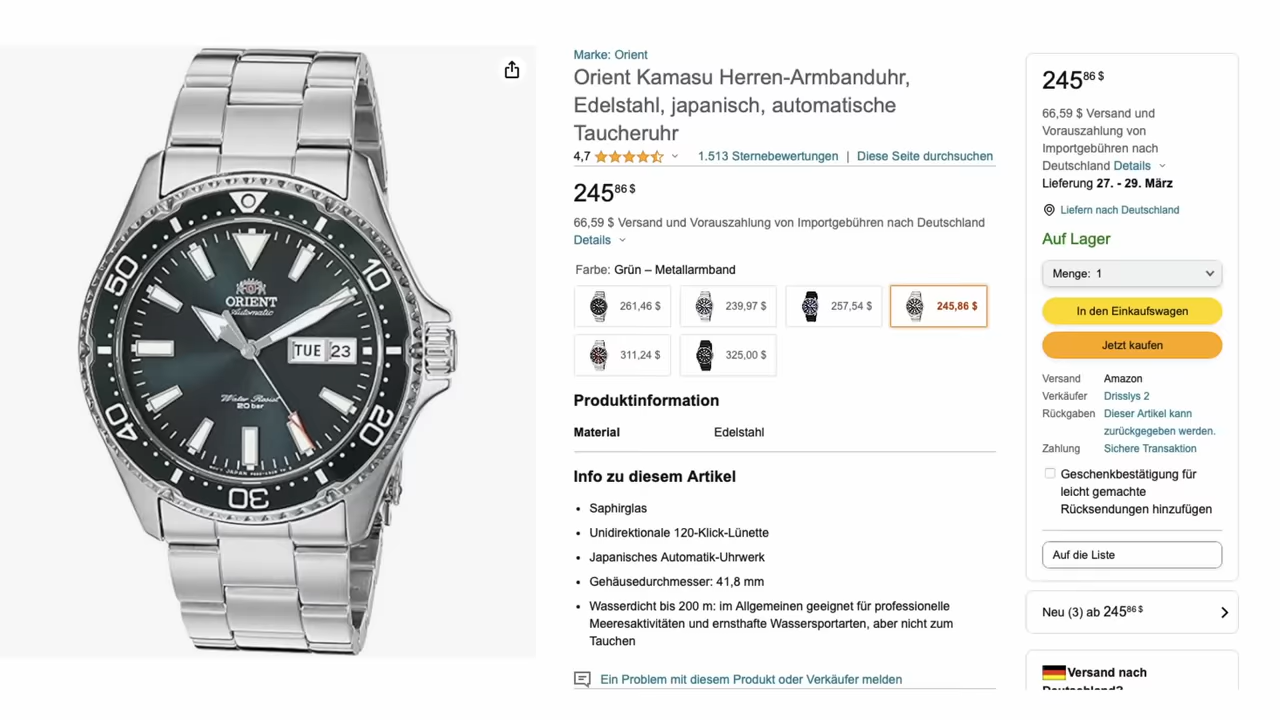 50
10
20
30
40
ORIENT
Automatic
TUE 23
Water Resist
20 bar
Marke: Orient
Orient Kamasu Herren-Armbanduhr,
Edelstahl, japanisch, automatische
Taucheruhr
4,7
1.513 Sternebewertungen | Diese Seite durchsuchen
245 86 $
66,59 $ Versand und Vorauszahlung von Importgebühren nach Deutschland
Details
Farbe: Grün – Metallarmband
261,46 $
239,97 $
257,54 $
245,86 $
311,24 $
325,00 $
Produktinformation
Material Edelstahl
Info zu diesem Artikel
• Saphirglas
• Unidirektionale 120-Klick-Lünette
• Japanisches Automatik-Uhrwerk
• Gehäusedurchmesser: 41,8 mm
• Wasserdicht bis 200 m: im Allgemeinen geeignet für professionelle
Meeresaktivitäten und ernsthafte Wassersportarten, aber nicht zum
Tauchen
Ein Problem mit diesem Produkt oder Verkäufer melden
245 86 $
66,59 $ Versand und
Vorauszahlung von
Importgebühren nach
Deutschland Details
Lieferung 27. - 29. März
Liefern nach Deutschland
Auf Lager
Menge: 1
In den Einkaufswagen
Jetzt kaufen
Versand Amazon
Verkäufer Drisslys 2
Rückgaben Dieser Artikel kann
zurückgegeben werden.
Zahlung Sichere Transaktion
Geschenkbestätigung für
leicht gemachte
Rücksendungen hinzufügen
Auf die Liste
Neu (3) ab 245 86 $
Versand nach
Deutschland?